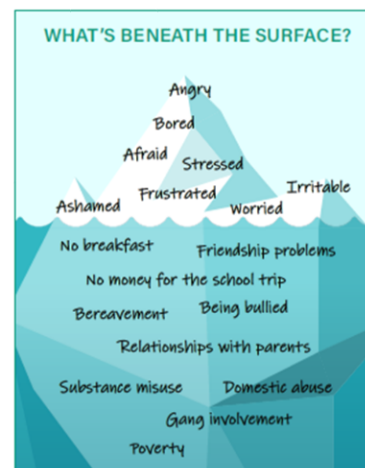 WHAT'S BENEATH THE SURFACE?
Angry
Bored
Afraid
Stressed
Frustrated
Irritable
Ashamed
Worried
No breakfast
Friendship problems
No money for the school trip
Bereavement
Being bullied
Relationships with parents
Substance misuse
Domestic abuse
Gang involvement
Poverty